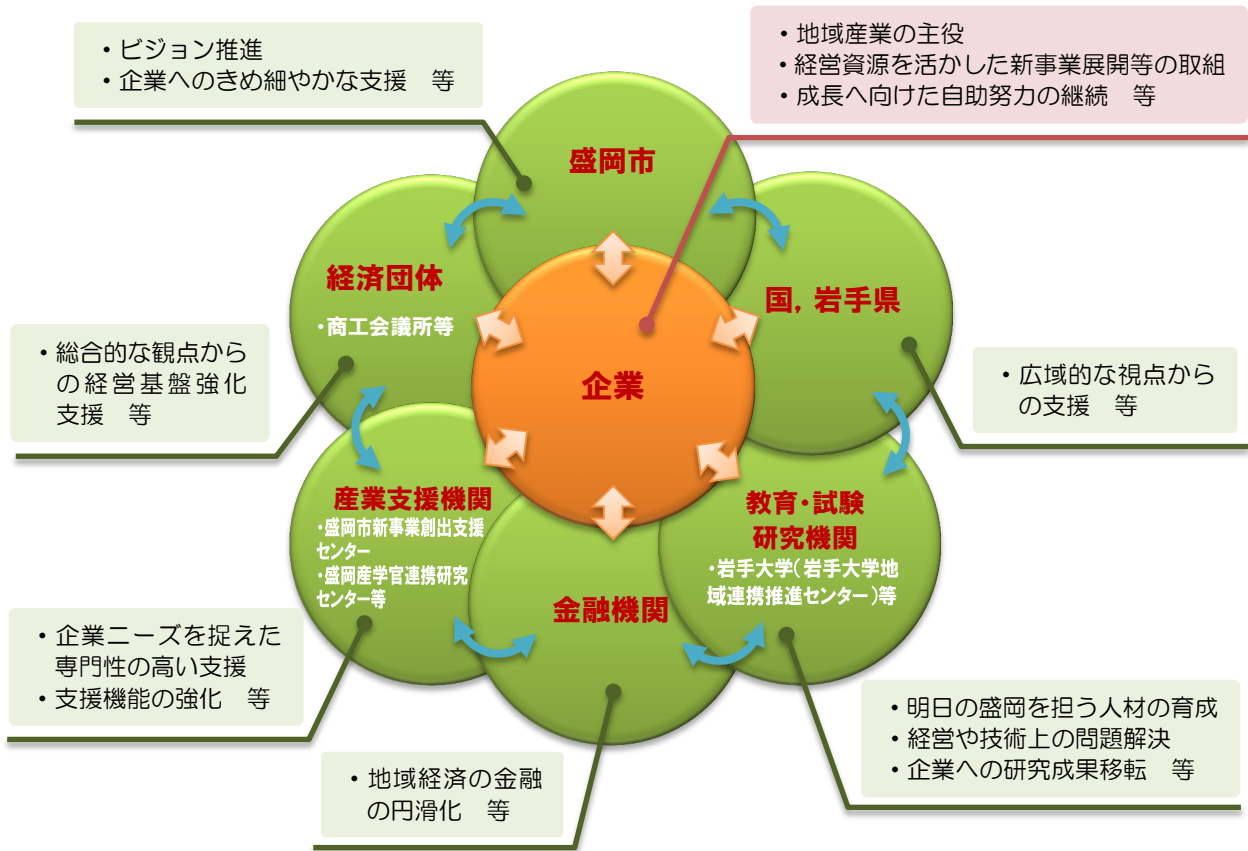 ・ビジョン推進
・企業へのきめ細やかな支援　等
・地域産業の主役
・経営資源を活かした新事業展開等の取組
・成長へ向けた自助努力の継続　等
盛岡市
経済団体
・商工会議所等
国，岩手県
企業
・総合的な観点から
の経営基盤強化
支援　等
・広域的な視点から
の支援　等
産業支援機関
・盛岡市新事業創出支援
センター
・盛岡産学官連携研究
センター等
教育・試験
研究機関
・岩手大学（岩手大学地
域連携推進センター）等
金融機関
・企業ニーズを捉えた
専門性の高い支援
・支援機能の強化　等
・明日の盛岡を担う人材の育成
・経営や技術上の問題解決
・企業への研究成果移転　等
・地域経済の金融
の円滑化　等